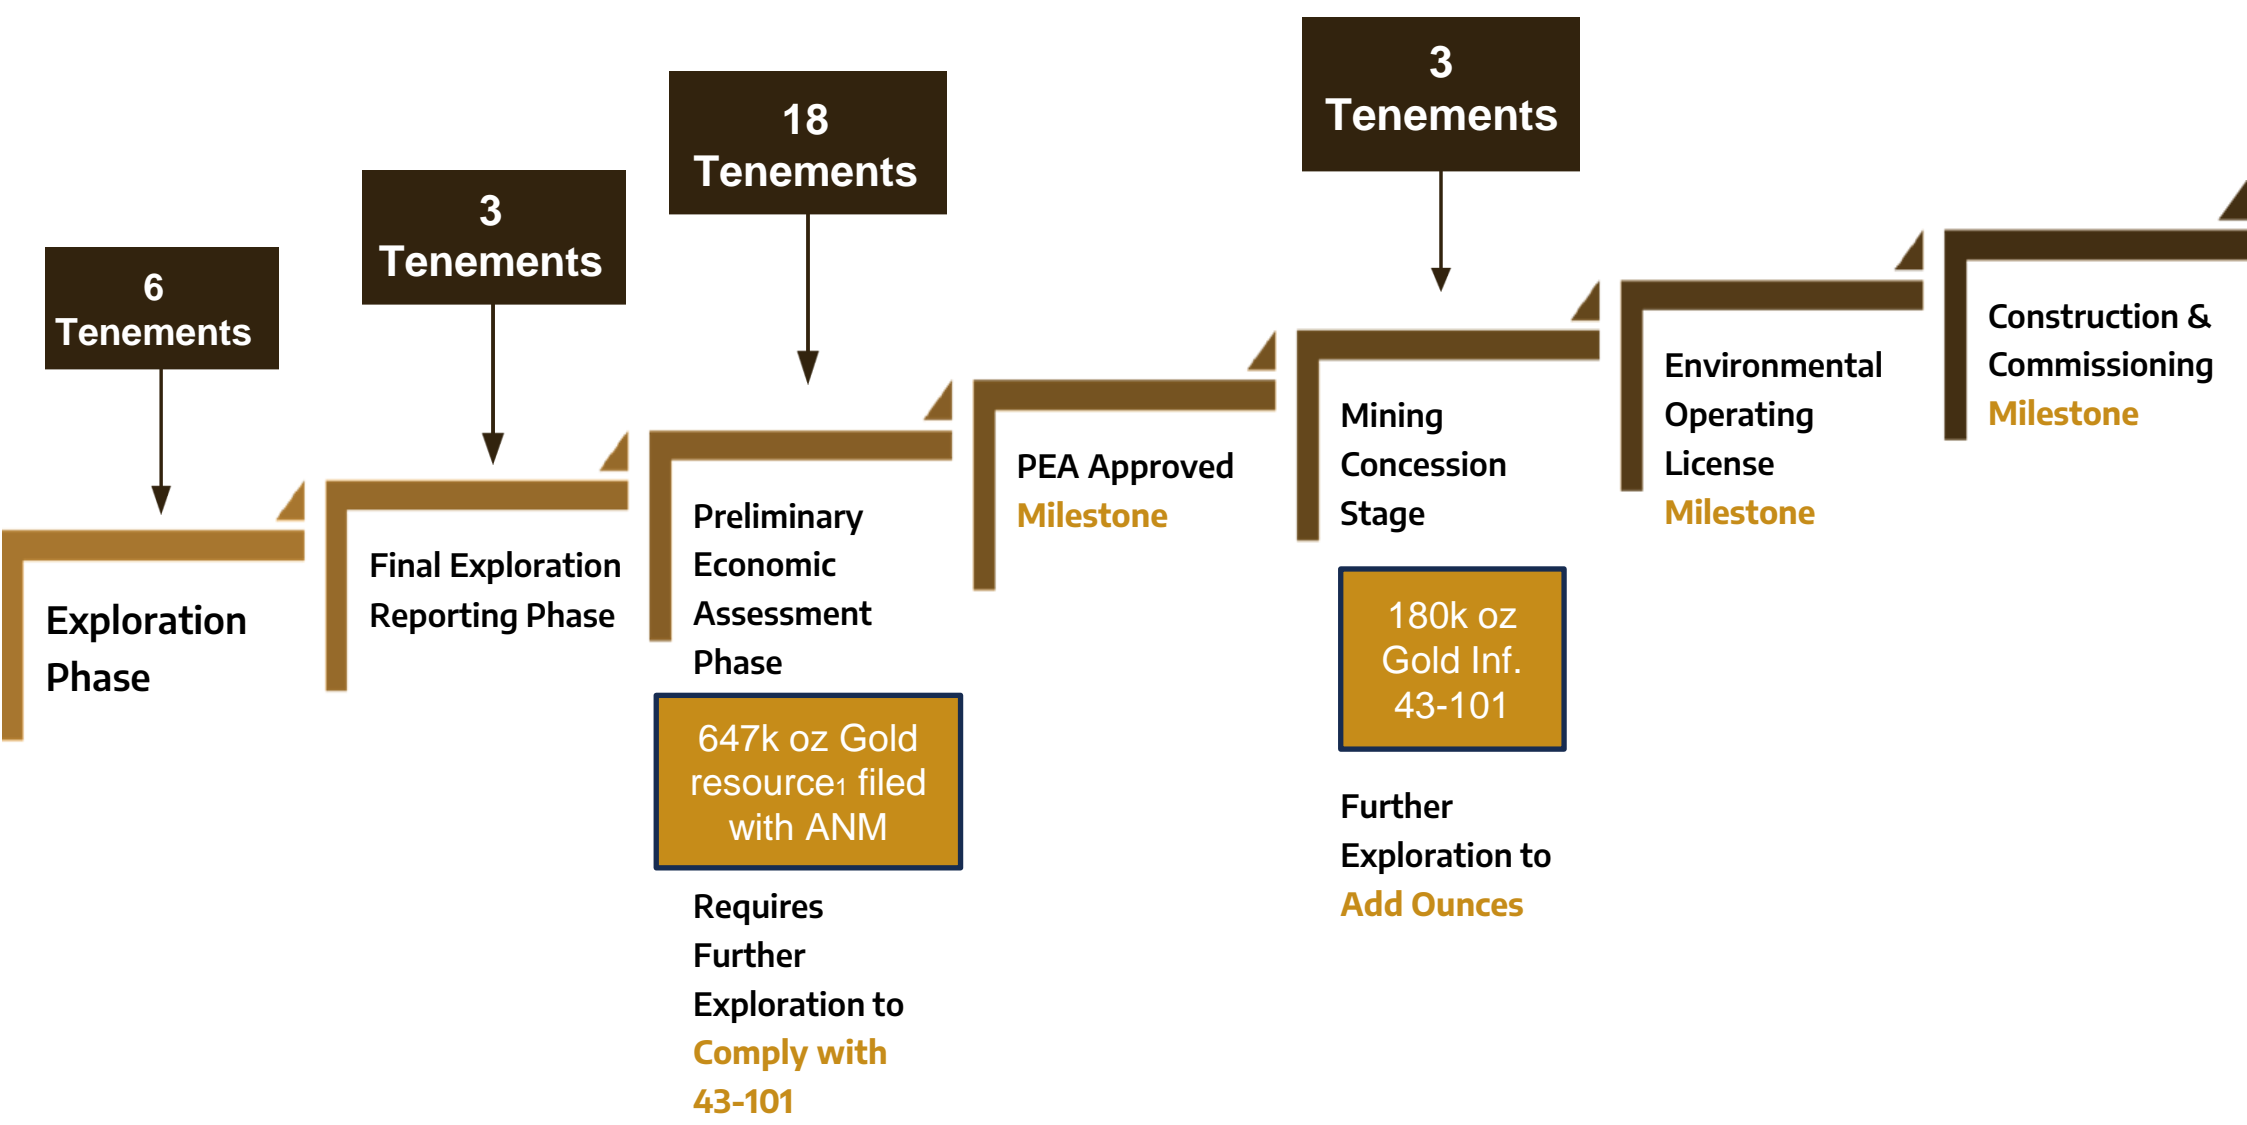 6
Tenements
Exploration
Phase
3
Tenements
Final Exploration
Reporting Phase
18
Tenements
Preliminary
Economic
Assessment
Phase
647k oz Gold
resource1 filed
with ANM
Requires
Further
Exploration to
Comply with
43-101
PEA Approved
Milestone
3
Tenements
Mining
Concession
Stage
180k oz
Gold Inf.
43-101
Further
Exploration to
Add Ounces
Environmental
Operating
License
Milestone
Construction &
Commissioning
Milestone